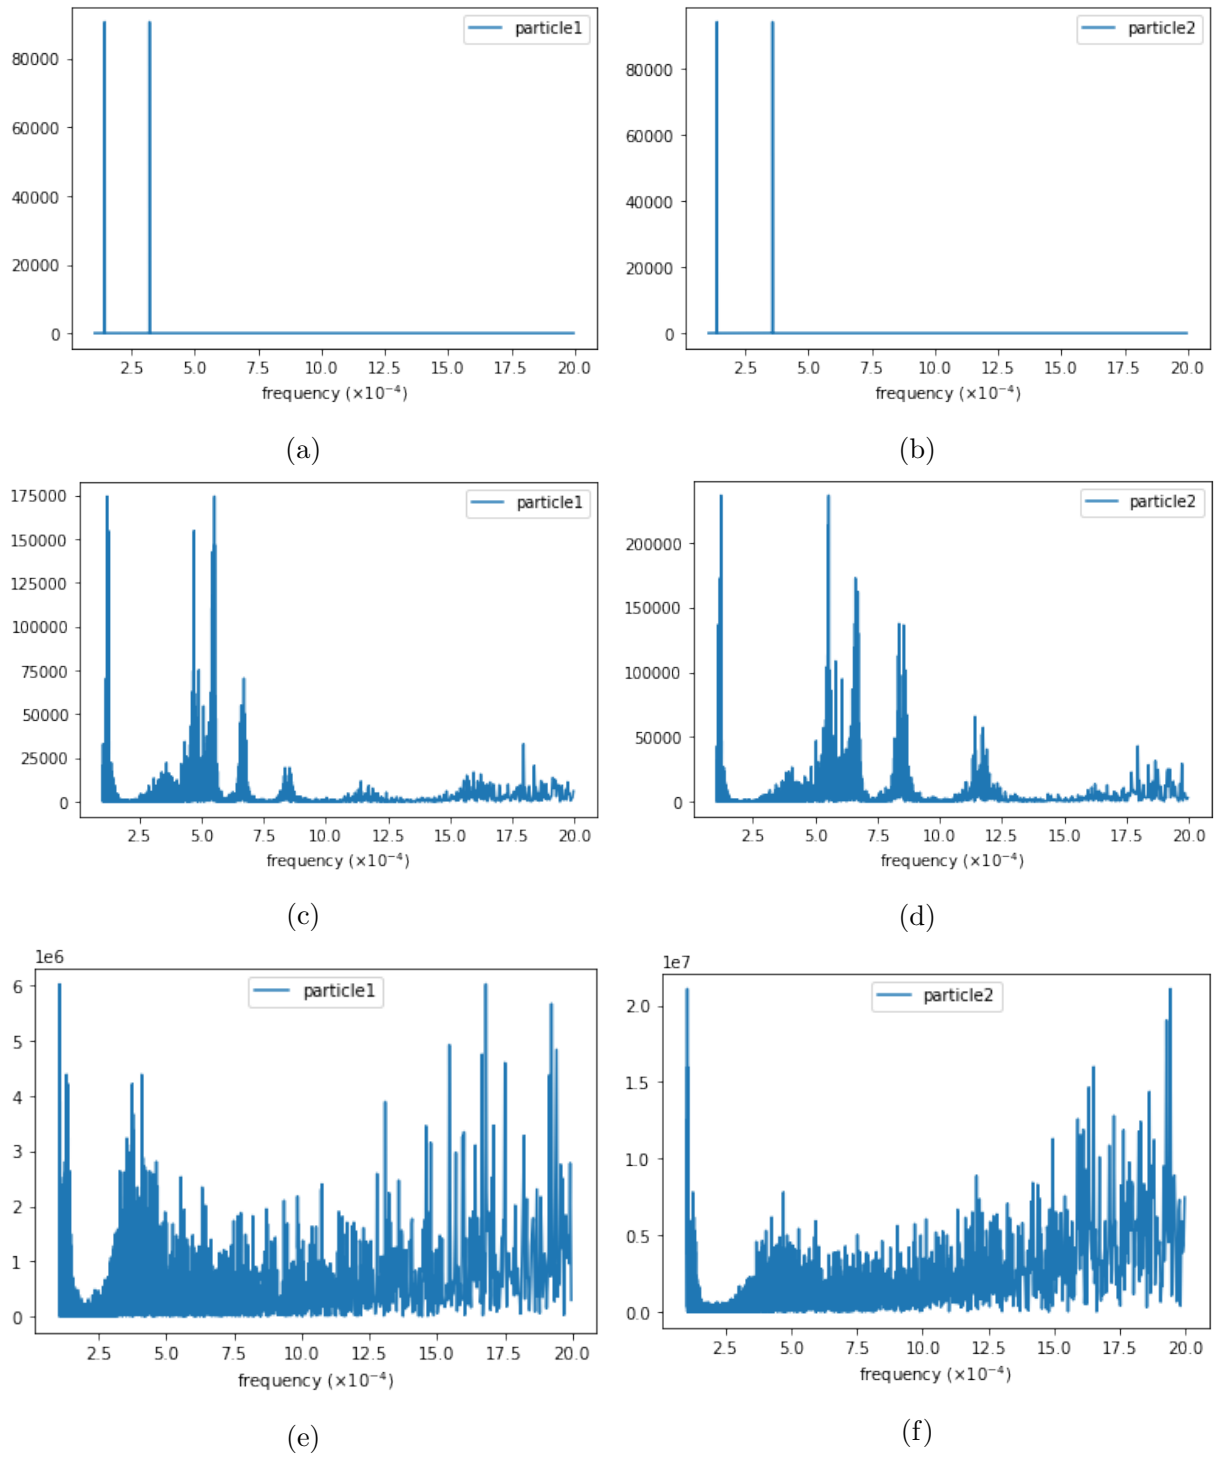 particle1
80000
60000
40000
20000
0
2.5 5.0 7.5 10.0 12.5 15.0 17.5 20.0
frequency (×10⁻⁴)
(a)
particle2
80000
60000
40000
20000
0
2.5 5.0 7.5 10.0 12.5 15.0 17.5 20.0
frequency (×10⁻⁴)
(b)
particle1
175000
150000
125000
100000
75000
50000
25000
0
2.5 5.0 7.5 10.0 12.5 15.0 17.5 20.0
frequency (×10⁻⁴)
(c)
particle2
200000
150000
100000
50000
0
2.5 5.0 7.5 10.0 12.5 15.0 17.5 20.0
frequency (×10⁻⁴)
(d)
1e6
particle1
6
5
4
3
2
1
0
2.5 5.0 7.5 10.0 12.5 15.0 17.5 20.0
frequency (×10⁻⁴)
(e)
1e7
particle2
2.0
1.5
1.0
0.5
0.0
2.5 5.0 7.5 10.0 12.5 15.0 17.5 20.0
frequency (×10⁻⁴)
(f)